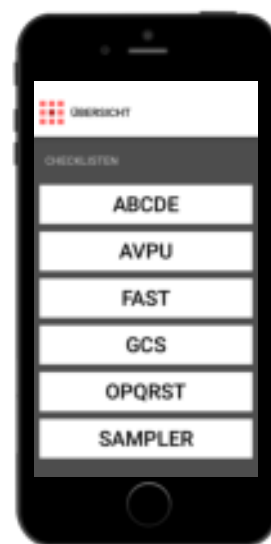 ÜBERSICHT
CHECKLISTEN
ABCDE
AVPU
FAST
GCS
OPQRST
SAMPLER